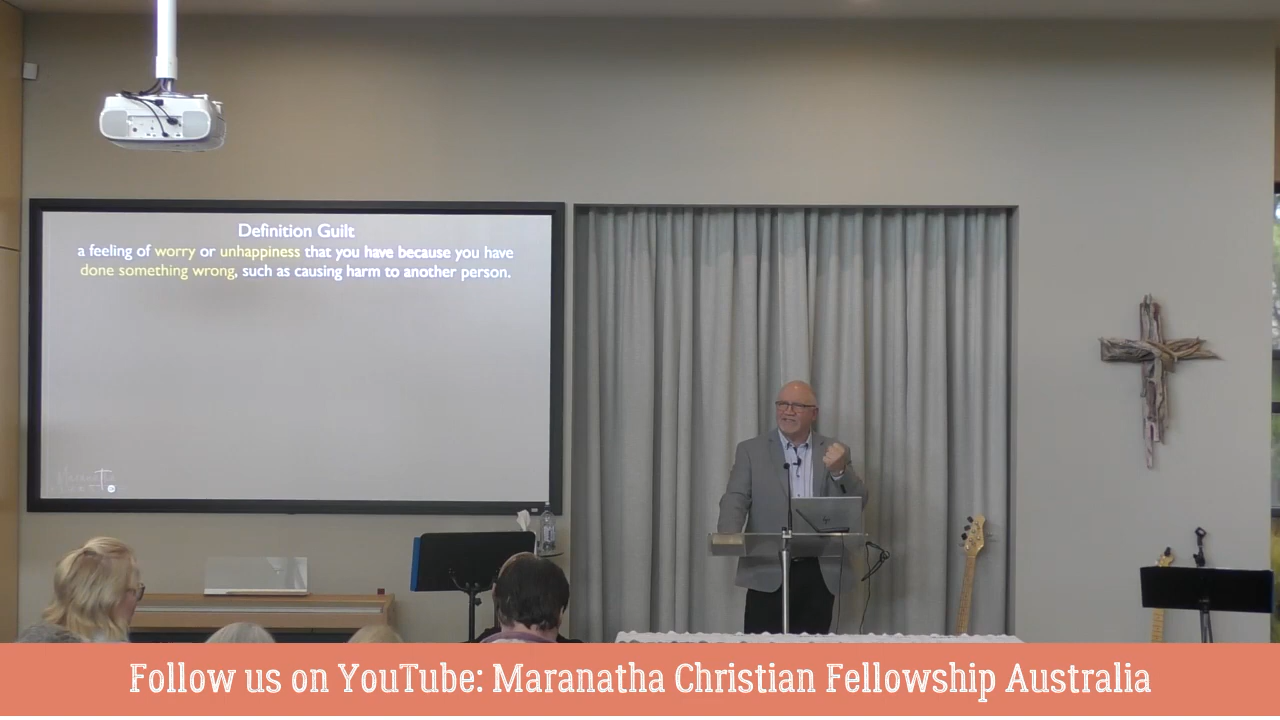 Definition Guilt
a feeling of worry or unhappiness that you have because you have
done something wrong, such as causing harm to another person.
Follow us on YouTube: Maranatha Christian Fellowship Australia